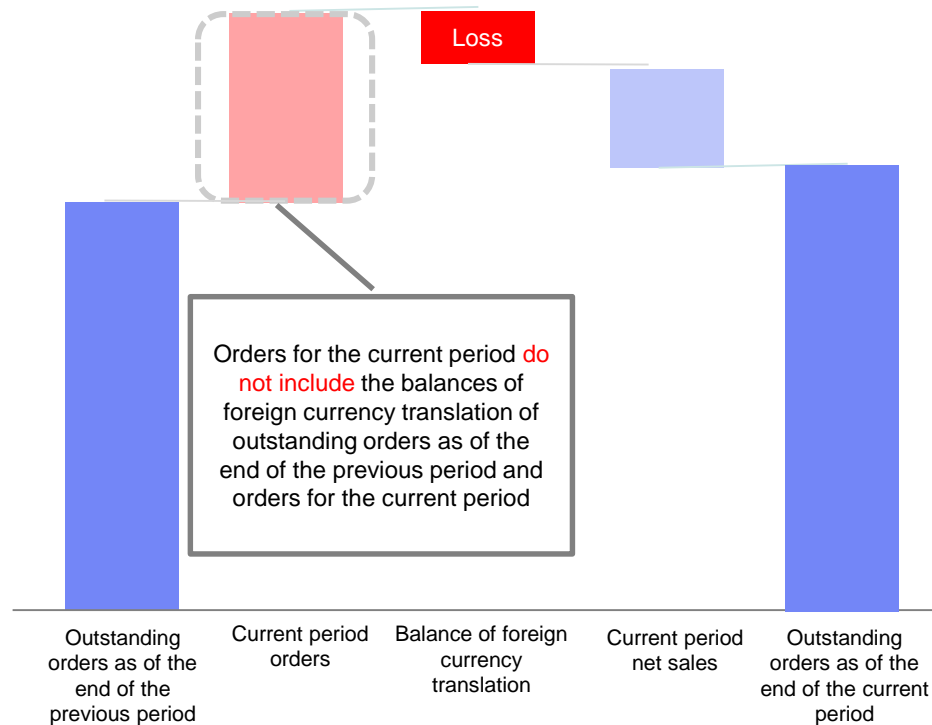 Loss
Orders for the current period do
not include the balances of
foreign currency translation of
outstanding orders as of the
end of the previous period and
orders for the current period
Outstanding
orders as of the
end of the
previous period
Current period
orders
Balance of foreign
currency
translation
Current period
net sales
Outstanding
orders as of the
end of the current
period